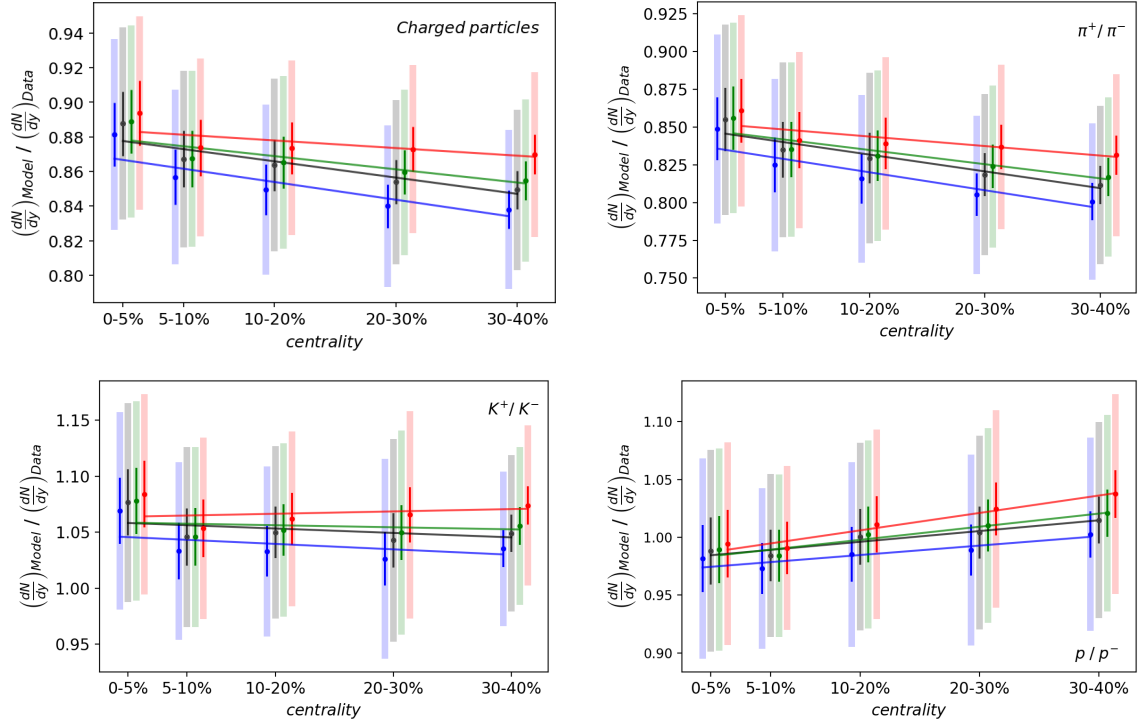 Charged particles
(dN/dy)Model / (dN/dy)Data
0.94
0.92
0.90
0.88
0.86
0.84
0.82
0.80
0-5% 5-10% 10-20% 20-30% 30-40%
centrality
π⁺/ π⁻
(dN/dy)Model / (dN/dy)Data
0.925
0.900
0.875
0.850
0.825
0.800
0.775
0.750
0-5% 5-10% 10-20% 20-30% 30-40%
centrality
K⁺/ K⁻
(dN/dy)Model / (dN/dy)Data
1.15
1.10
1.05
1.00
0.95
0-5% 5-10% 10-20% 20-30% 30-40%
centrality
(dN/dy)Model / (dN/dy)Data
1.10
1.05
1.00
0.95
0.90
p / p⁻
0-5% 5-10% 10-20% 20-30% 30-40%
centrality